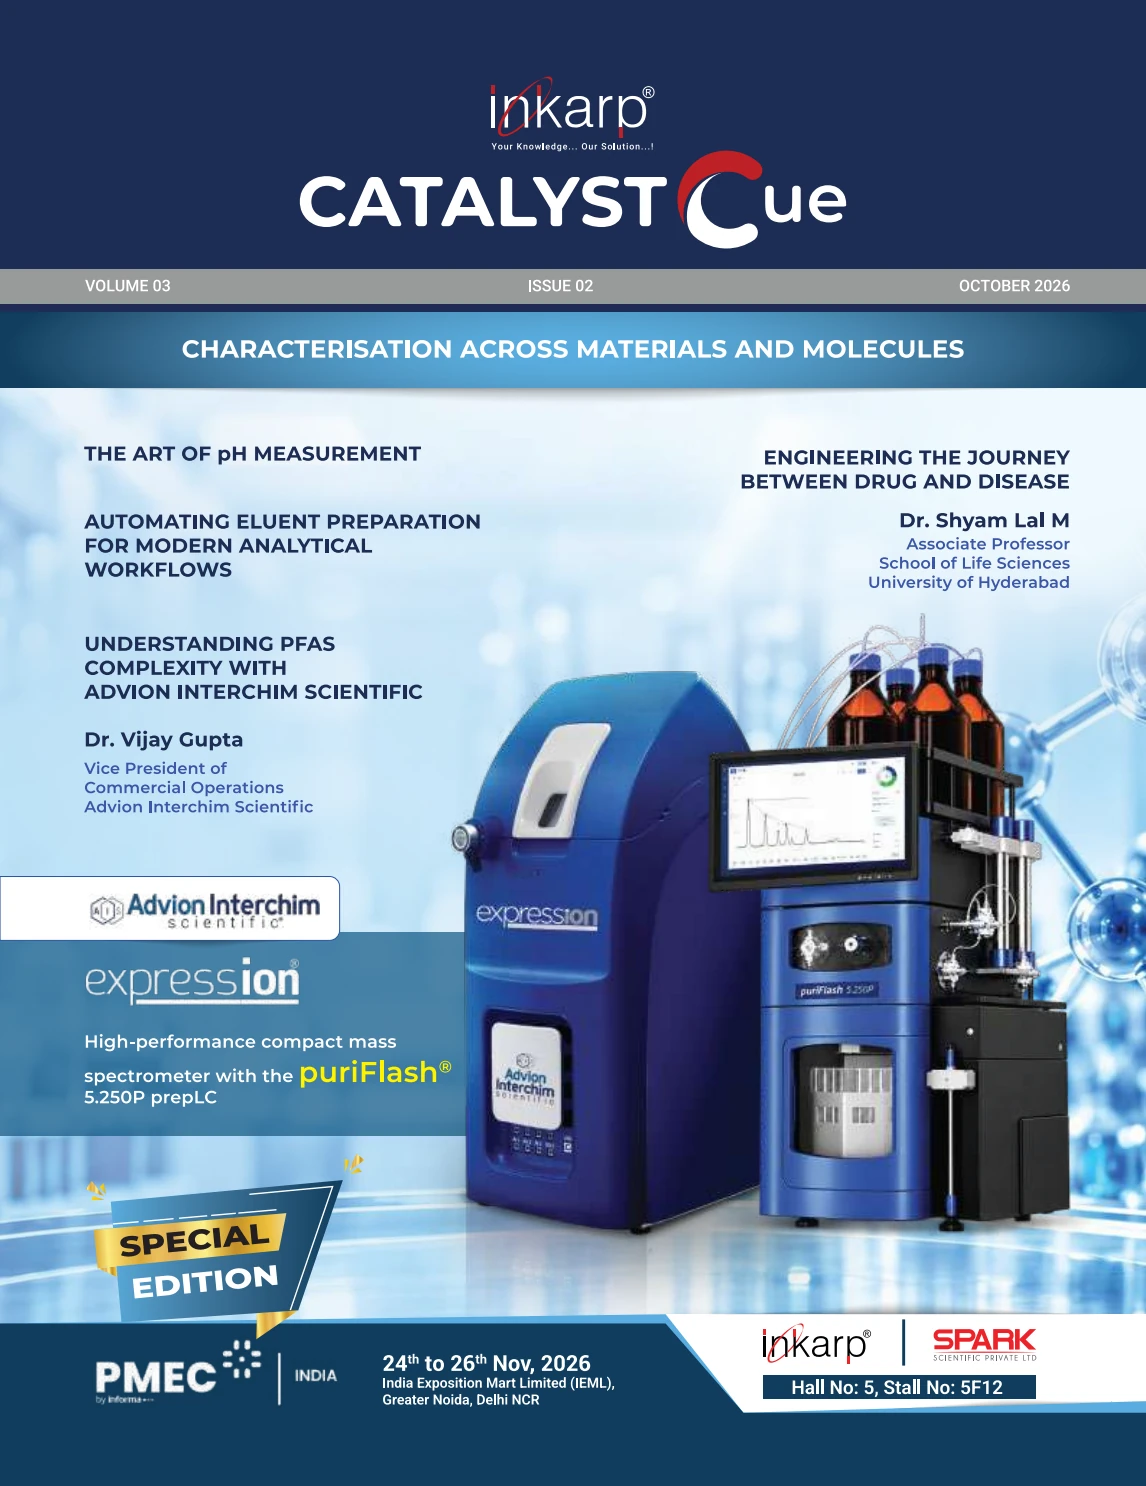 inkarp®
Your Knowledge... Our Solution...!
CATALYST Cue
VOLUME 03
ISSUE 02
OCTOBER 2026
CHARACTERISATION ACROSS MATERIALS AND MOLECULES
THE ART OF pH MEASUREMENT
AUTOMATING ELUENT PREPARATION
FOR MODERN ANALYTICAL
WORKFLOWS
UNDERSTANDING PFAS
COMPLEXITY WITH
ADVION INTERCHIM SCIENTIFIC
Dr. Vijay Gupta
Vice President of
Commercial Operations
Advion Interchim Scientific
ENGINEERING THE JOURNEY
BETWEEN DRUG AND DISEASE
Dr. Shyam Lal M
Associate Professor
School of Life Sciences
University of Hyderabad
AIS
Advion Interchim
scientific®
expression®
High-performance compact mass
spectrometer with the puriFlash®
5.250P prepLC
expression
Advion
Interchim
scientific
puriFlash 5.250P
SPECIAL
EDITION
PMEC
by informa
INDIA
24th to 26th Nov, 2026
India Exposition Mart Limited (IEML),
Greater Noida, Delhi NCR
inkarp®
SPARK
SCIENTIFIC PRIVATE LTD
Hall No: 5, Stall No: 5F12